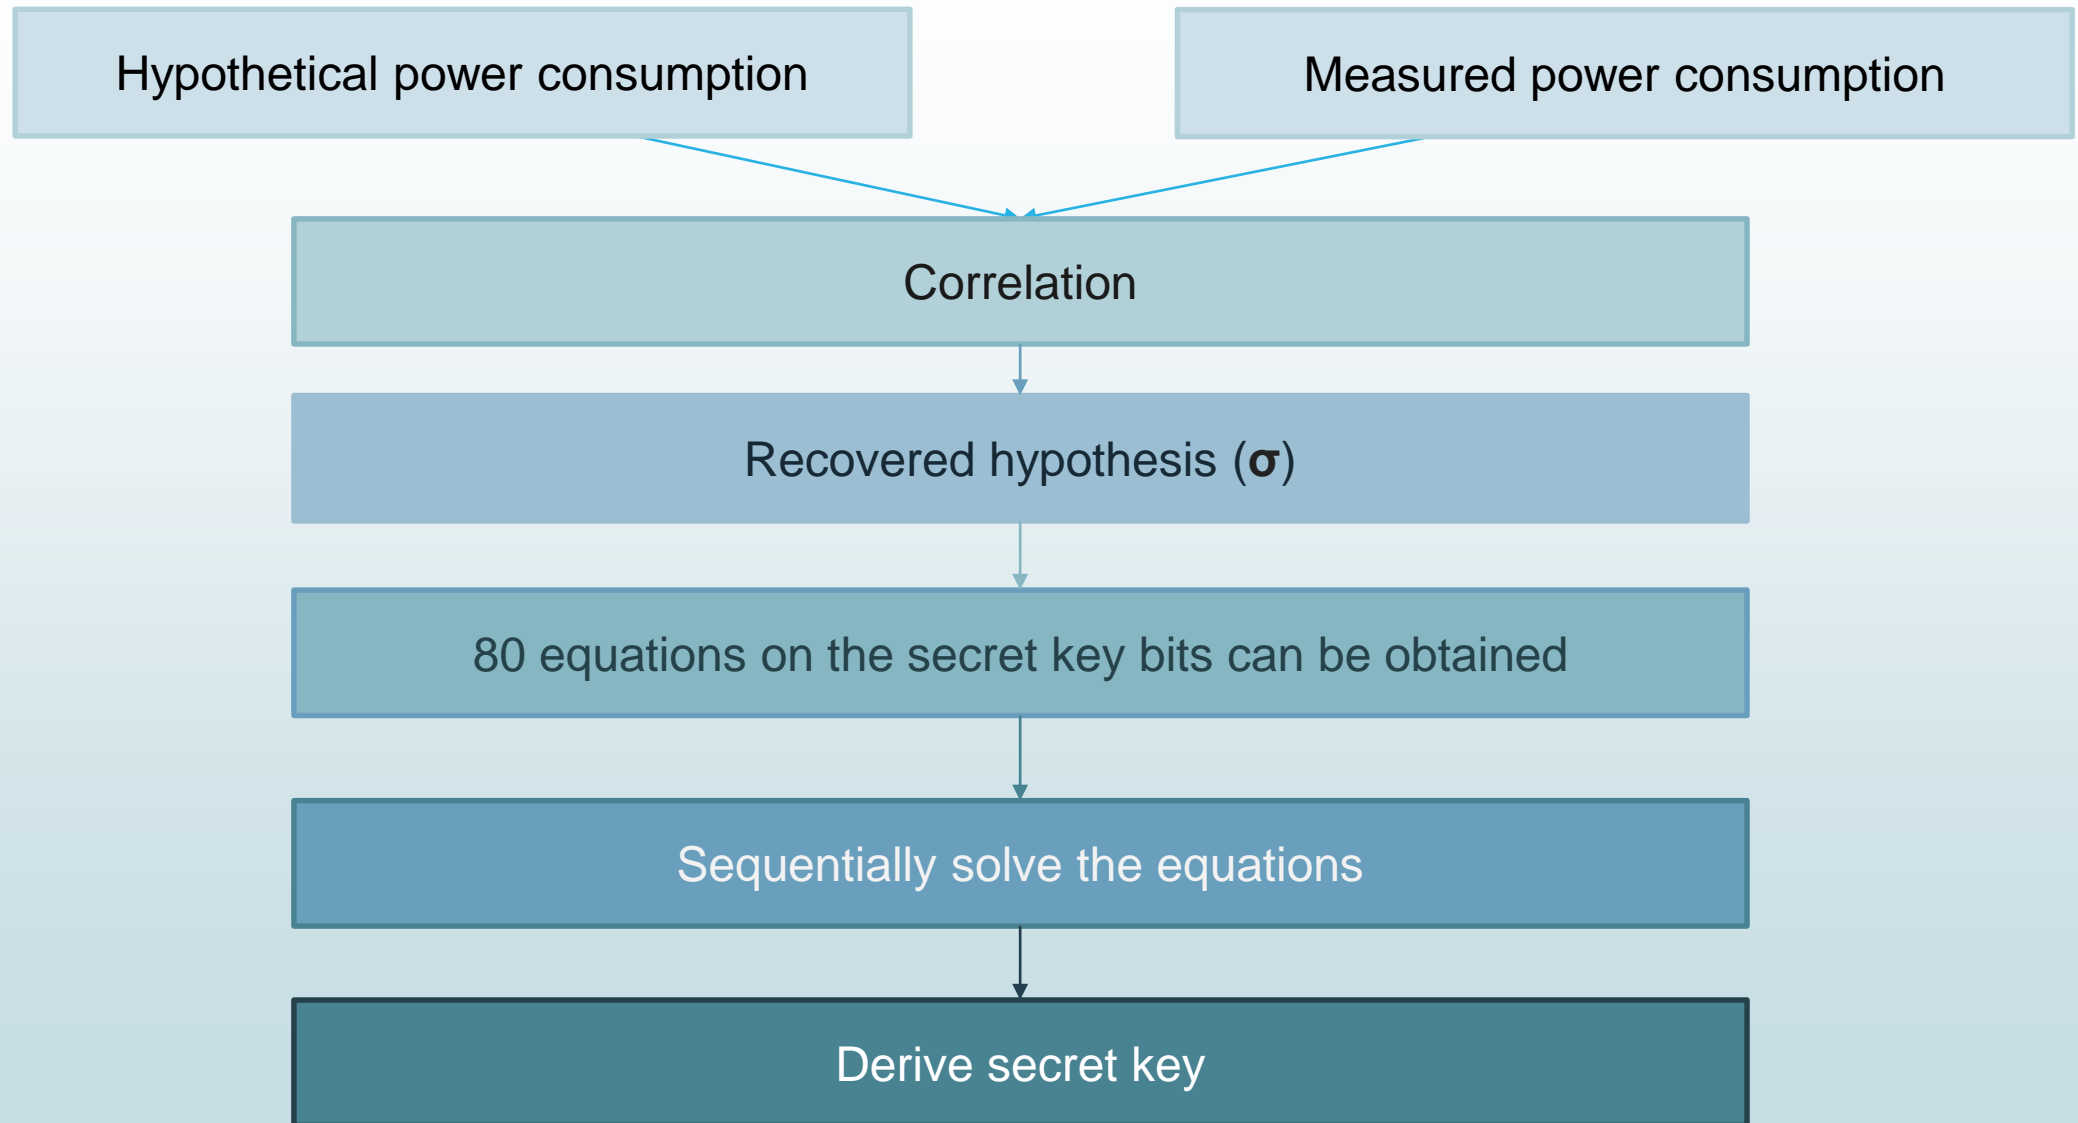 Hypothetical power consumption
Measured power consumption
Correlation
Recovered hypothesis (σ)
80 equations on the secret key bits can be obtained
Sequentially solve the equations
Derive secret key